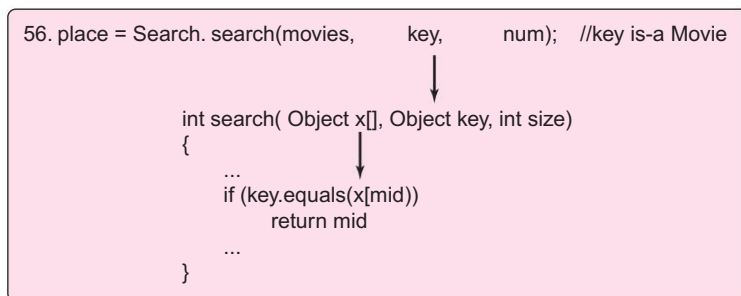 56. place = Search. search(movies, key, num); //key is-a Movie
int search( Object x[], Object key, int size)
{
...
if (key.equals(x[mid))
return mid
...
}